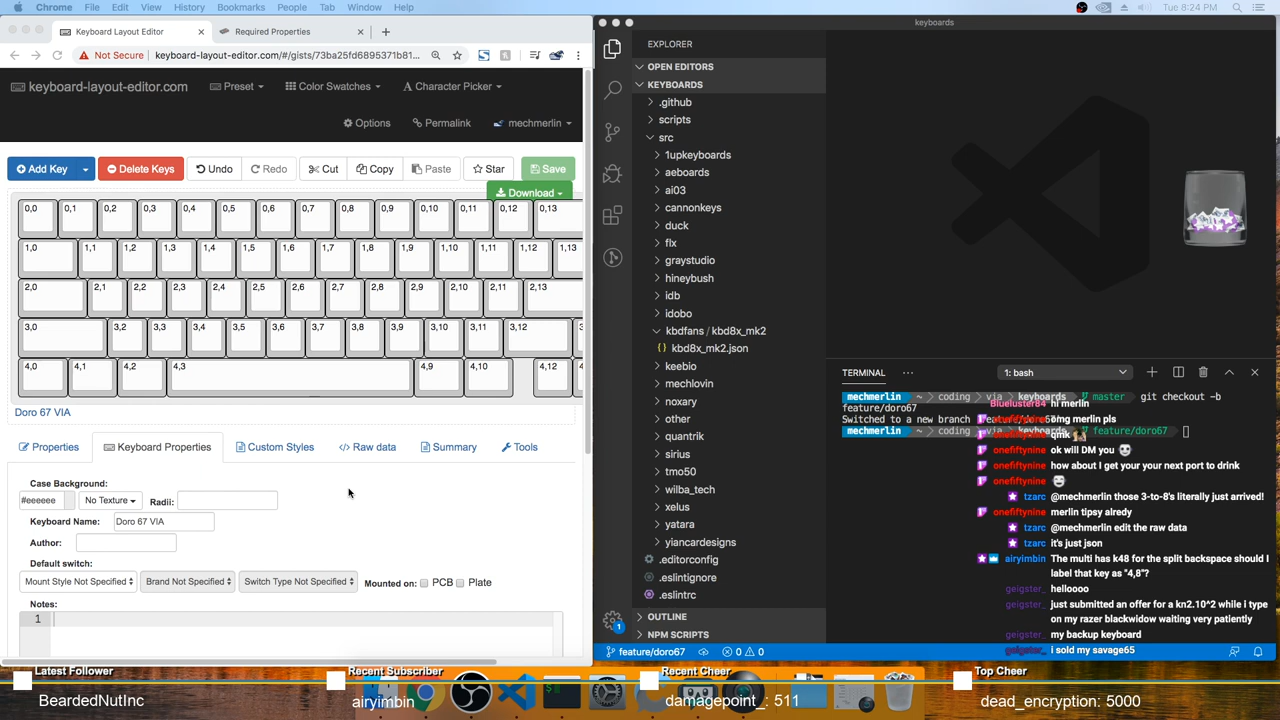 Chrome File Edit View History Bookmarks People Tab Window Help Tue 8:24 PM
Keyboard Layout Editor Required Properties
Not Secure keyboard-layout-editor.com/#/gists/73ba25fd6895371b81...
keyboard-layout-editor.com Preset Color Swatches Character Picker
Options Permalink mechmerlin
Add Key Delete Keys Undo Redo Cut Copy Paste Star Save
Download
0,0 0,1 0,2 0,3 0,4 0,5 0,6 0,7 0,8 0,9 0,10 0,11 0,12 0,13
1,0 1,1 1,2 1,3 1,4 1,5 1,6 1,7 1,8 1,9 1,10 1,11 1,12 1,13
2,0 2,1 2,2 2,3 2,4 2,5 2,6 2,7 2,8 2,9 2,10 2,11 2,13
3,0 3,2 3,3 3,4 3,5 3,6 3,7 3,8 3,9 3,10 3,11 3,12
4,0 4,1 4,2 4,3 4,9 4,10 4,12
Doro 67 VIA
Properties Keyboard Properties Custom Styles Raw data Summary Tools
Case Background:
#eeeeee No Texture Radii:
Keyboard Name: Doro 67 VIA
Author:
Default switch:
Mount Style Not Specified Brand Not Specified Switch Type Not Specified Mounted on: PCB Plate
Notes:
1
keyboards
EXPLORER
OPEN EDITORS
KEYBOARDS
.github
scripts
src
1upkeyboards
aeboards
ai03
cannonkeys
duck
flx
graystudio
hineybush
idb
idobo
kbdfans / kbd8x_mk2
{} kbd8x_mk2.json
keebio
mechlovin
noxary
other
quantrik
sirius
tmo50
wilba_tech
xelus
yatara
yiancardesigns
.editorconfig
.eslintignore
.eslintrc
OUTLINE
NPM SCRIPTS
TERMINAL ... 1: bash
mechmerlin ~ coding via keyboards master git checkout -b
feature/doro67
Switched to a new branch 'feature/doro67'
mechmerlin ~ coding via keyboards feature/doro67
Blueluster84 hi merlin
onefiftynine omg merlin pls
onefiftynine qmk
onefiftynine ok will DM you
onefiftynine how about I get your your next port to drink
onefiftynine
tzarc @mechmerlin those 3-to-8's literally just arrived!
onefiftynine merlin tipsy alredy
tzarc @mechmerlin edit the raw data
tzarc it's just json
airyimbin The multi has k48 for the split backspace should I
label that key as "4,8"?
geigster_ helloooo
geigster_ just submitted an offer for a kn2.10^2 while i type
on my razer blackwidow waiting very patiently
geigster_ my backup keyboard
geigster_ i sold my savage65
1
feature/doro67 0 0
Latest Follower Recent Subscriber Recent Cheer Top Cheer
BeardedNutInc airyimbin damagepoint_: 511 dead_encryption: 5000